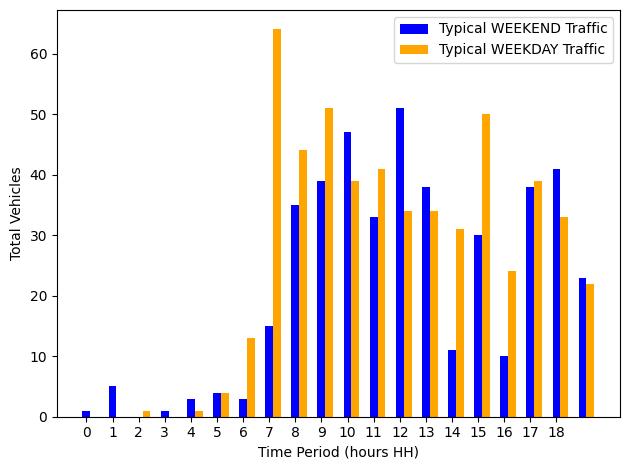 Typical WEEKEND Traffic
Typical WEEKDAY Traffic
60
50
40
30
20
10
0
Total Vehicles
0 1 2 3 4 5 6 7 8 9 10 11 12 13 14 15 16 17 18
Time Period (hours HH)